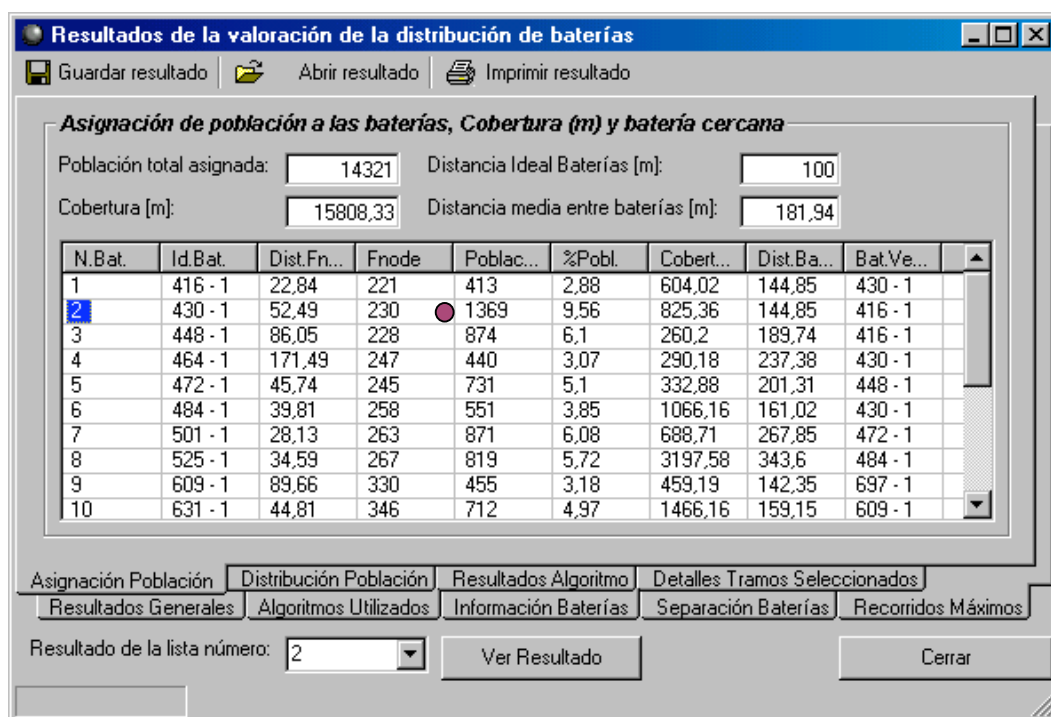 Resultados de la valoración de la distribución de baterías
Guardar resultado Abrir resultado Imprimir resultado
Asignación de población a las baterías, Cobertura (m) y batería cercana
Población total asignada: 14321 Distancia Ideal Baterías [m]: 100
Cobertura [m]: 15808,33 Distancia media entre baterías [m]: 181,94
N.Bat. Id.Bat. Dist.Fn... Fnode Poblac... %Pobl. Cobert... Dist.Ba... Bat.Ve...
1 416 - 1 22,84 221 413 2,88 604,02 144,85 430 - 1
2 430 - 1 52,49 230 1369 9,56 825,36 144,85 416 - 1
3 448 - 1 86,05 228 874 6,1 260,2 189,74 416 - 1
4 464 - 1 171,49 247 440 3,07 290,18 237,38 430 - 1
5 472 - 1 45,74 245 731 5,1 332,88 201,31 448 - 1
6 484 - 1 39,81 258 551 3,85 1066,16 161,02 430 - 1
7 501 - 1 28,13 263 871 6,08 688,71 267,85 472 - 1
8 525 - 1 34,59 267 819 5,72 3197,58 343,6 484 - 1
9 609 - 1 89,66 330 455 3,18 459,19 142,35 697 - 1
10 631 - 1 44,81 346 712 4,97 1466,16 159,15 609 - 1
Asignación Población Distribución Población Resultados Algoritmo Detalles Tramos Seleccionados
Resultados Generales Algoritmos Utilizados Información Baterías Separación Baterías Recorridos Máximos
Resultado de la lista número: 2 Ver Resultado Cerrar